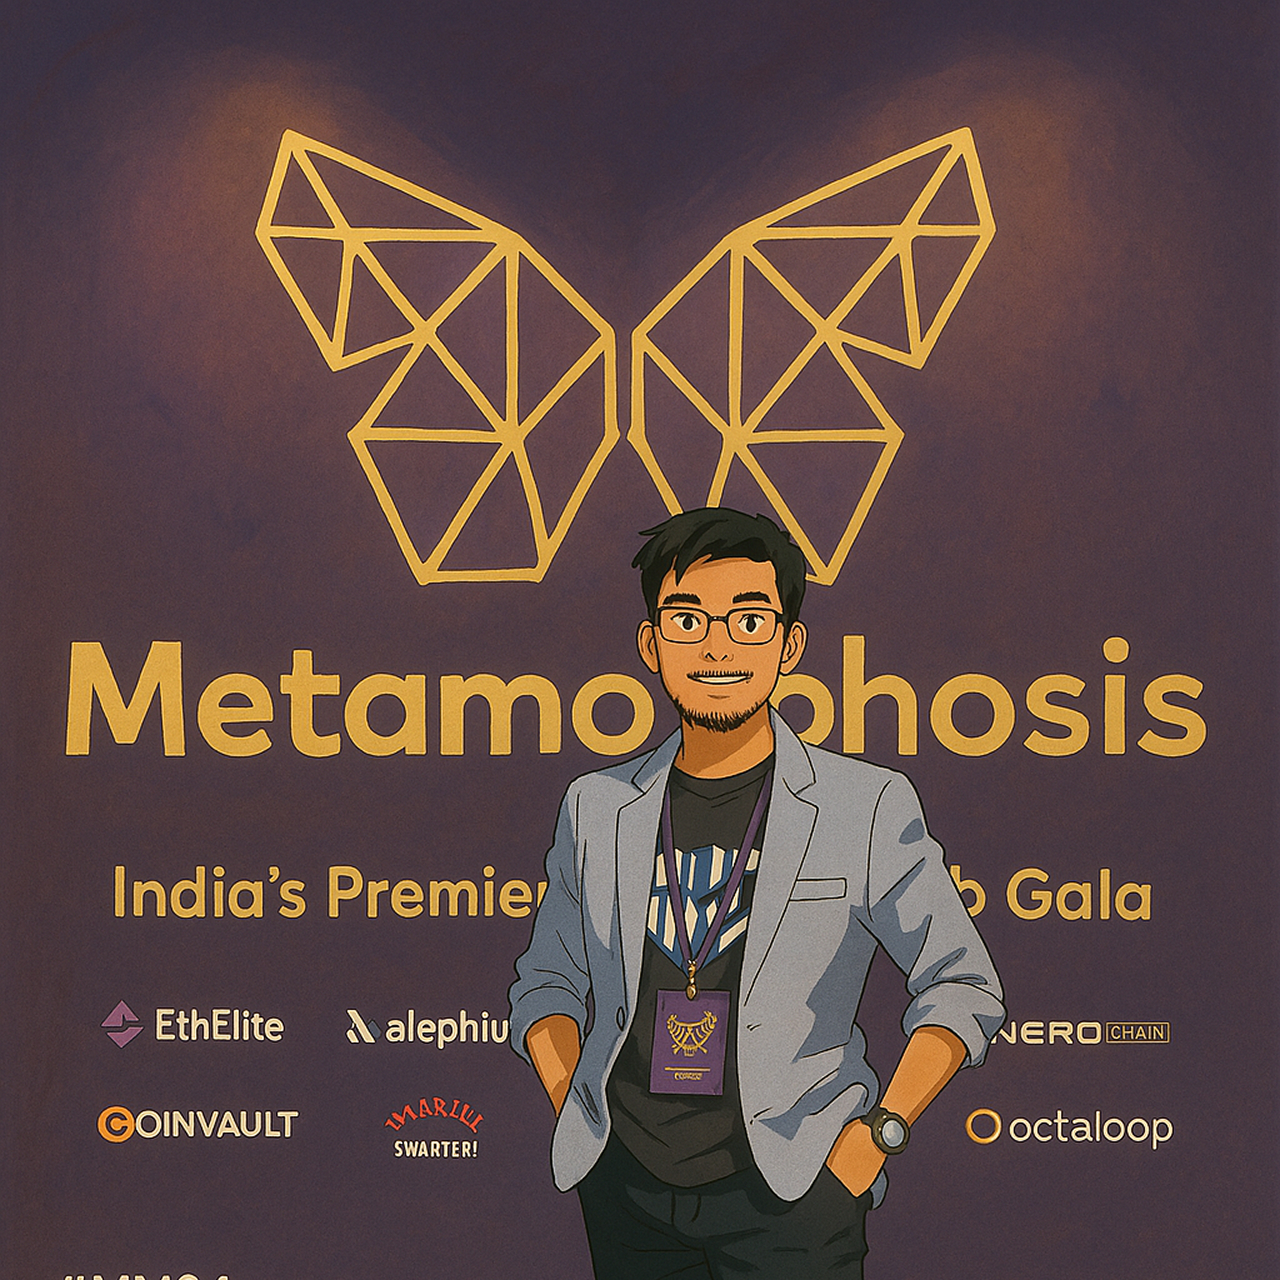 Metamo phosis
India's Premie b Gala
EthElite alephiu NERO CHAIN
COINVAULT SWARTER! octaloop